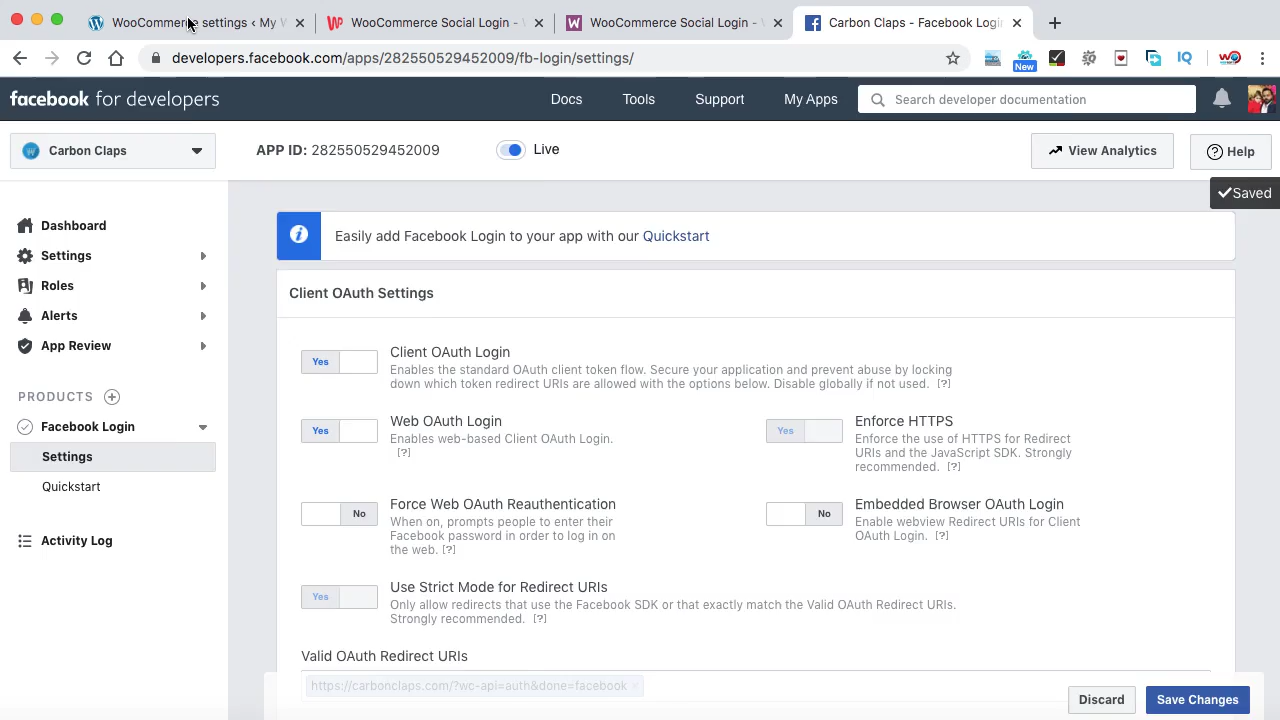 WooCommerce settings ‹ My W
WooCommerce Social Login -
WooCommerce Social Login -
Carbon Claps - Facebook Login
developers.facebook.com/apps/282550529452009/fb-login/settings/
New
IQ
facebook for developers
Docs
Tools
Support
My Apps
Search developer documentation
Carbon Claps
APP ID: 282550529452009
Live
View Analytics
Help
Saved
Dashboard
Settings
Roles
Alerts
App Review
PRODUCTS
Facebook Login
Settings
Quickstart
Activity Log
Easily add Facebook Login to your app with our Quickstart
Client OAuth Settings
Yes
Client OAuth Login
Enables the standard OAuth client token flow. Secure your application and prevent abuse by locking
down which token redirect URIs are allowed with the options below. Disable globally if not used. [?]
Yes
Web OAuth Login
Enables web-based Client OAuth Login.
[?]
Yes
Enforce HTTPS
Enforce the use of HTTPS for Redirect
URIs and the JavaScript SDK. Strongly
recommended. [?]
No
Force Web OAuth Reauthentication
When on, prompts people to enter their
Facebook password in order to log in on
the web. [?]
No
Embedded Browser OAuth Login
Enable webview Redirect URIs for Client
OAuth Login. [?]
Yes
Use Strict Mode for Redirect URIs
Only allow redirects that use the Facebook SDK or that exactly match the Valid OAuth Redirect URIs.
Strongly recommended. [?]
Valid OAuth Redirect URIs
https://carbonclaps.com/?wc-api=auth&done=facebook ×
Discard
Save Changes